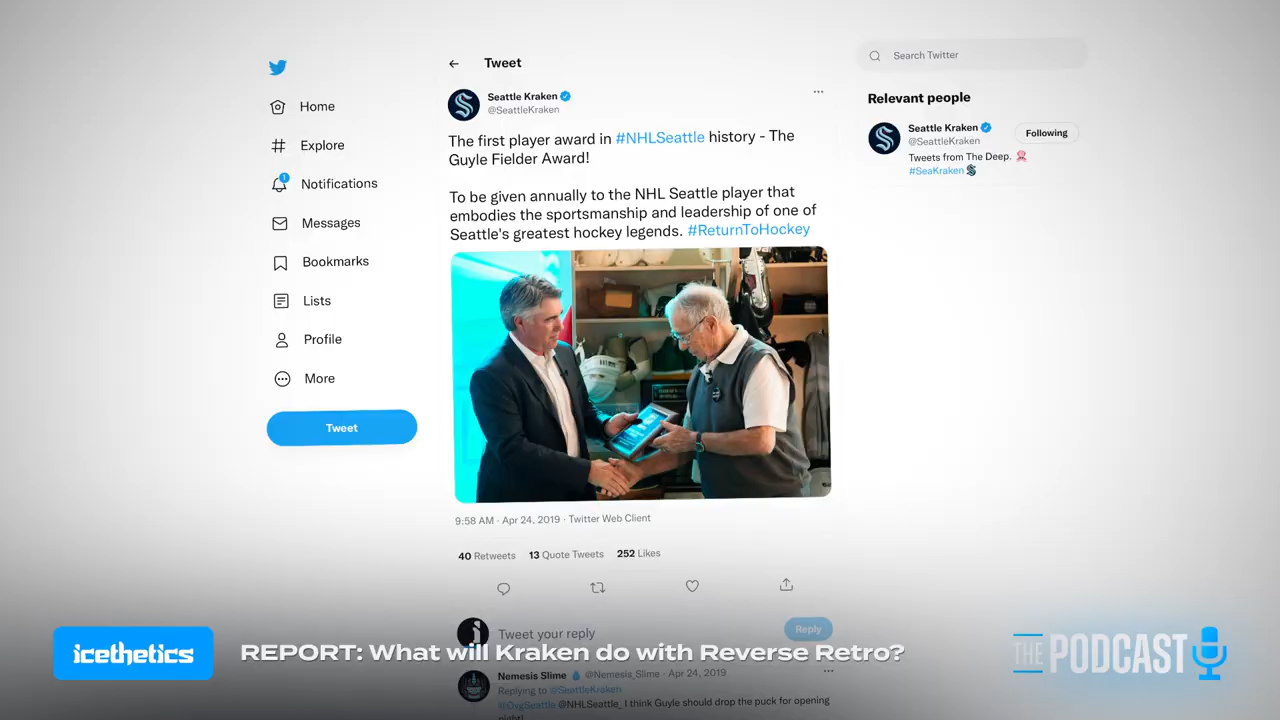 Home
Explore
1
Notifications
Messages
Bookmarks
Lists
Profile
More
Tweet
Tweet
Seattle Kraken
@SeattleKraken
The first player award in #NHLSeattle history - The
Guyle Fielder Award!
To be given annually to the NHL Seattle player that
embodies the sportsmanship and leadership of one of
Seattle's greatest hockey legends. #ReturnToHockey
9:58 AM · Apr 24, 2019 · Twitter Web Client
40 Retweets 13 Quote Tweets 252 Likes
Tweet your reply
Reply
Nemesis Slime @Nemesis_Slime · Apr 24, 2019
Replying to @SeattleKraken
@OvgSeattle @NHLSeattle_ I think Guyle should drop the puck for opening
night!
Search Twitter
Relevant people
Seattle Kraken
@SeattleKraken
Following
Tweets from The Deep.
#SeaKraken
icethetics
REPORT: What will Kraken do with Reverse Retro?
THE PODCAST